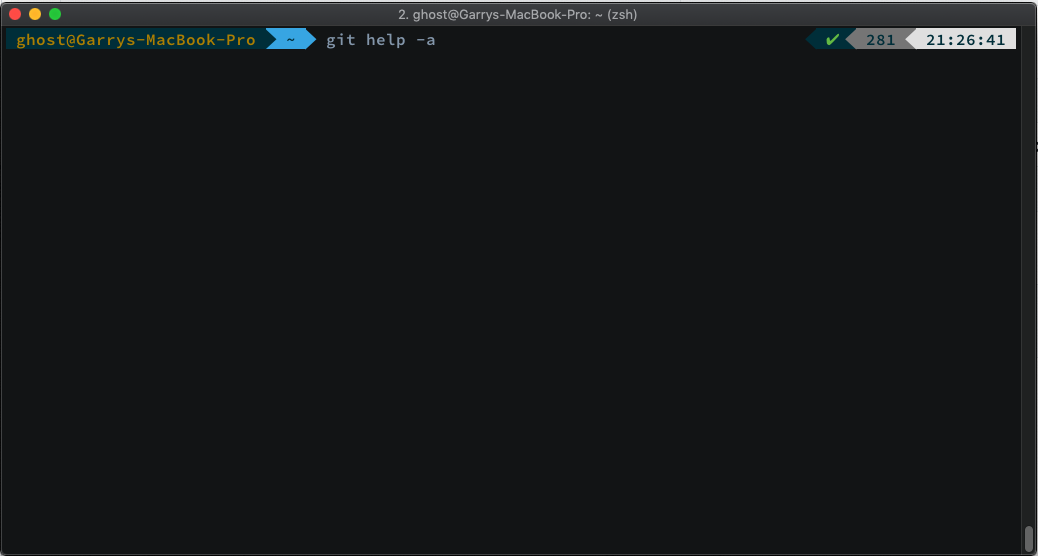 2. ghost@Garrys-MacBook-Pro: ~ (zsh)
ghost@Garrys-MacBook-Pro ~ git help -a ✔ 281 21:26:41